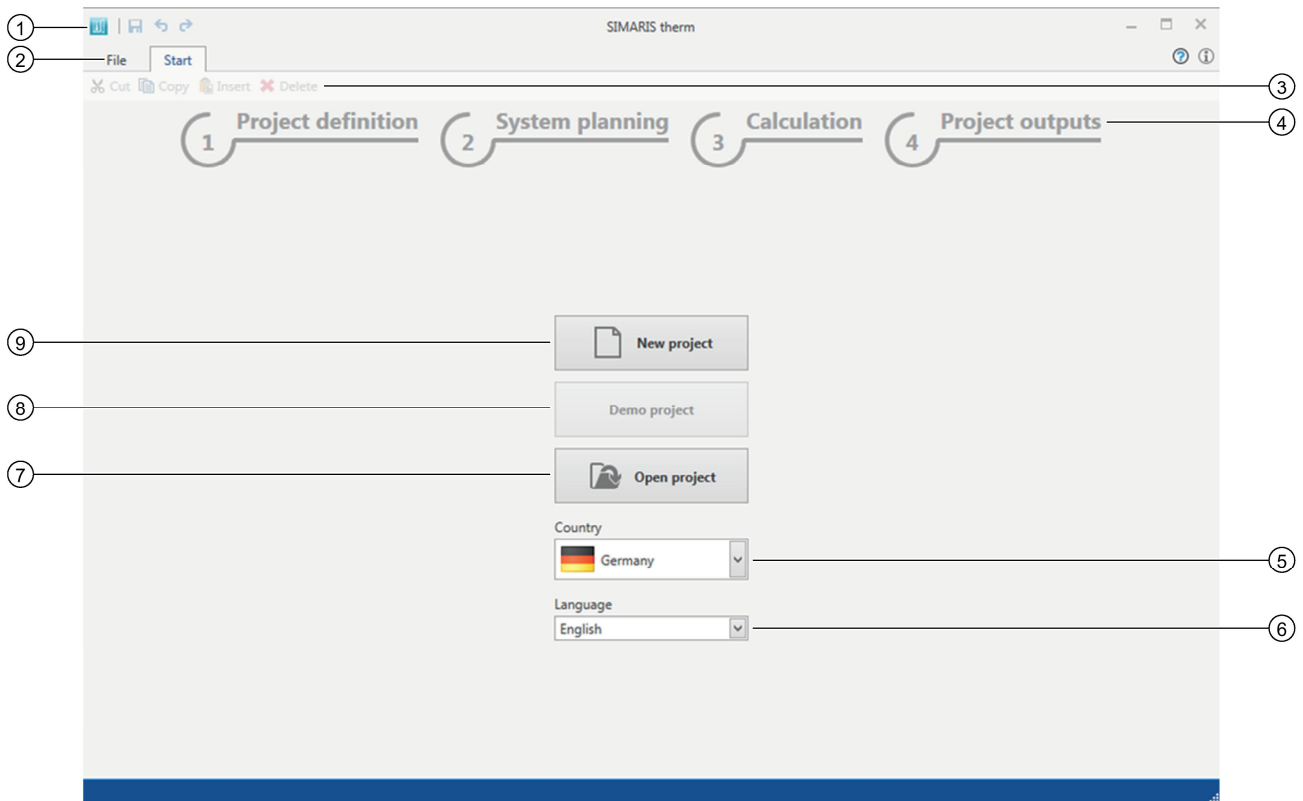 1
SIMARIS therm
2 File Start
Cut Copy Insert Delete 3
1 Project definition 2 System planning 3 Calculation 4 Project outputs 4
9 New project
8 Demo project
7 Open project
Country
Germany 5
Language
English 6